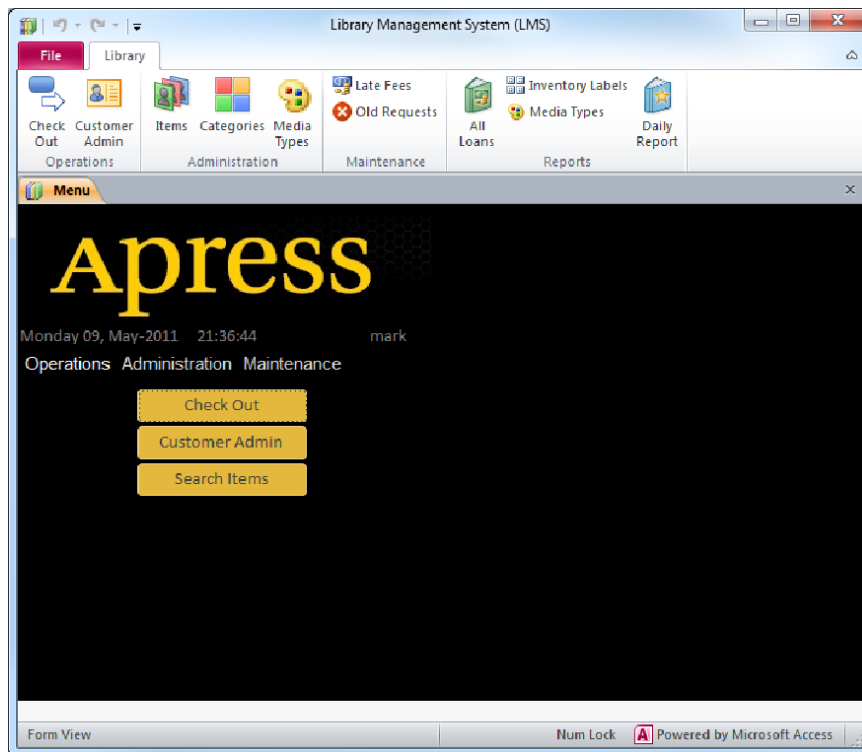 Library Management System (LMS)
File Library
Check Out
Customer Admin
Operations
Items
Categories
Media Types
Administration
Late Fees
Old Requests
Maintenance
All Loans
Inventory Labels
Media Types
Daily Report
Reports
Menu
Apress
Monday 09, May-2011 21:36:44 mark
Operations Administration Maintenance
Check Out
Customer Admin
Search Items
Form View Num Lock A Powered by Microsoft Access